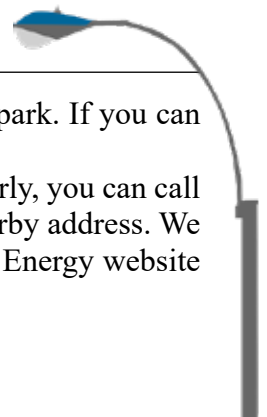 park. If you can
rly, you can call
rby address. We
Energy website